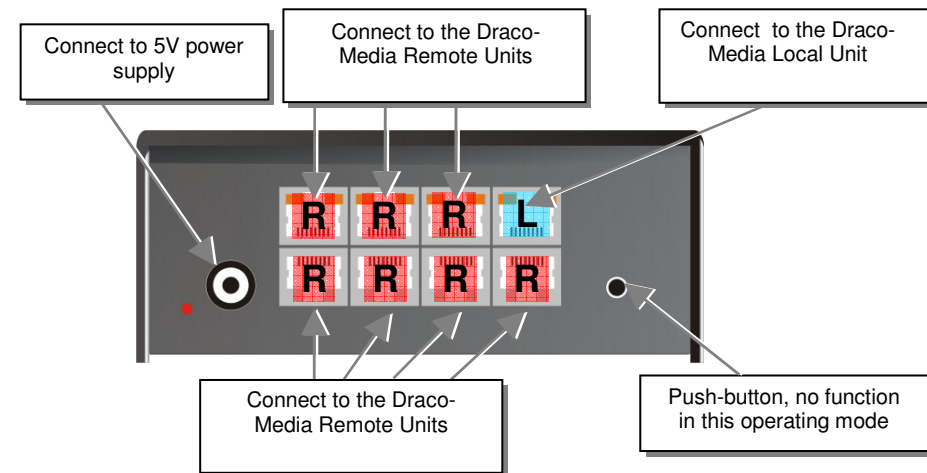 Connect to 5V power
supply
Connect to the Draco-
Media Remote Units
Connect to the Draco-
Media Local Unit
R R R L
R R R R
Connect to the Draco-
Media Remote Units
Push-button, no function
in this operating mode